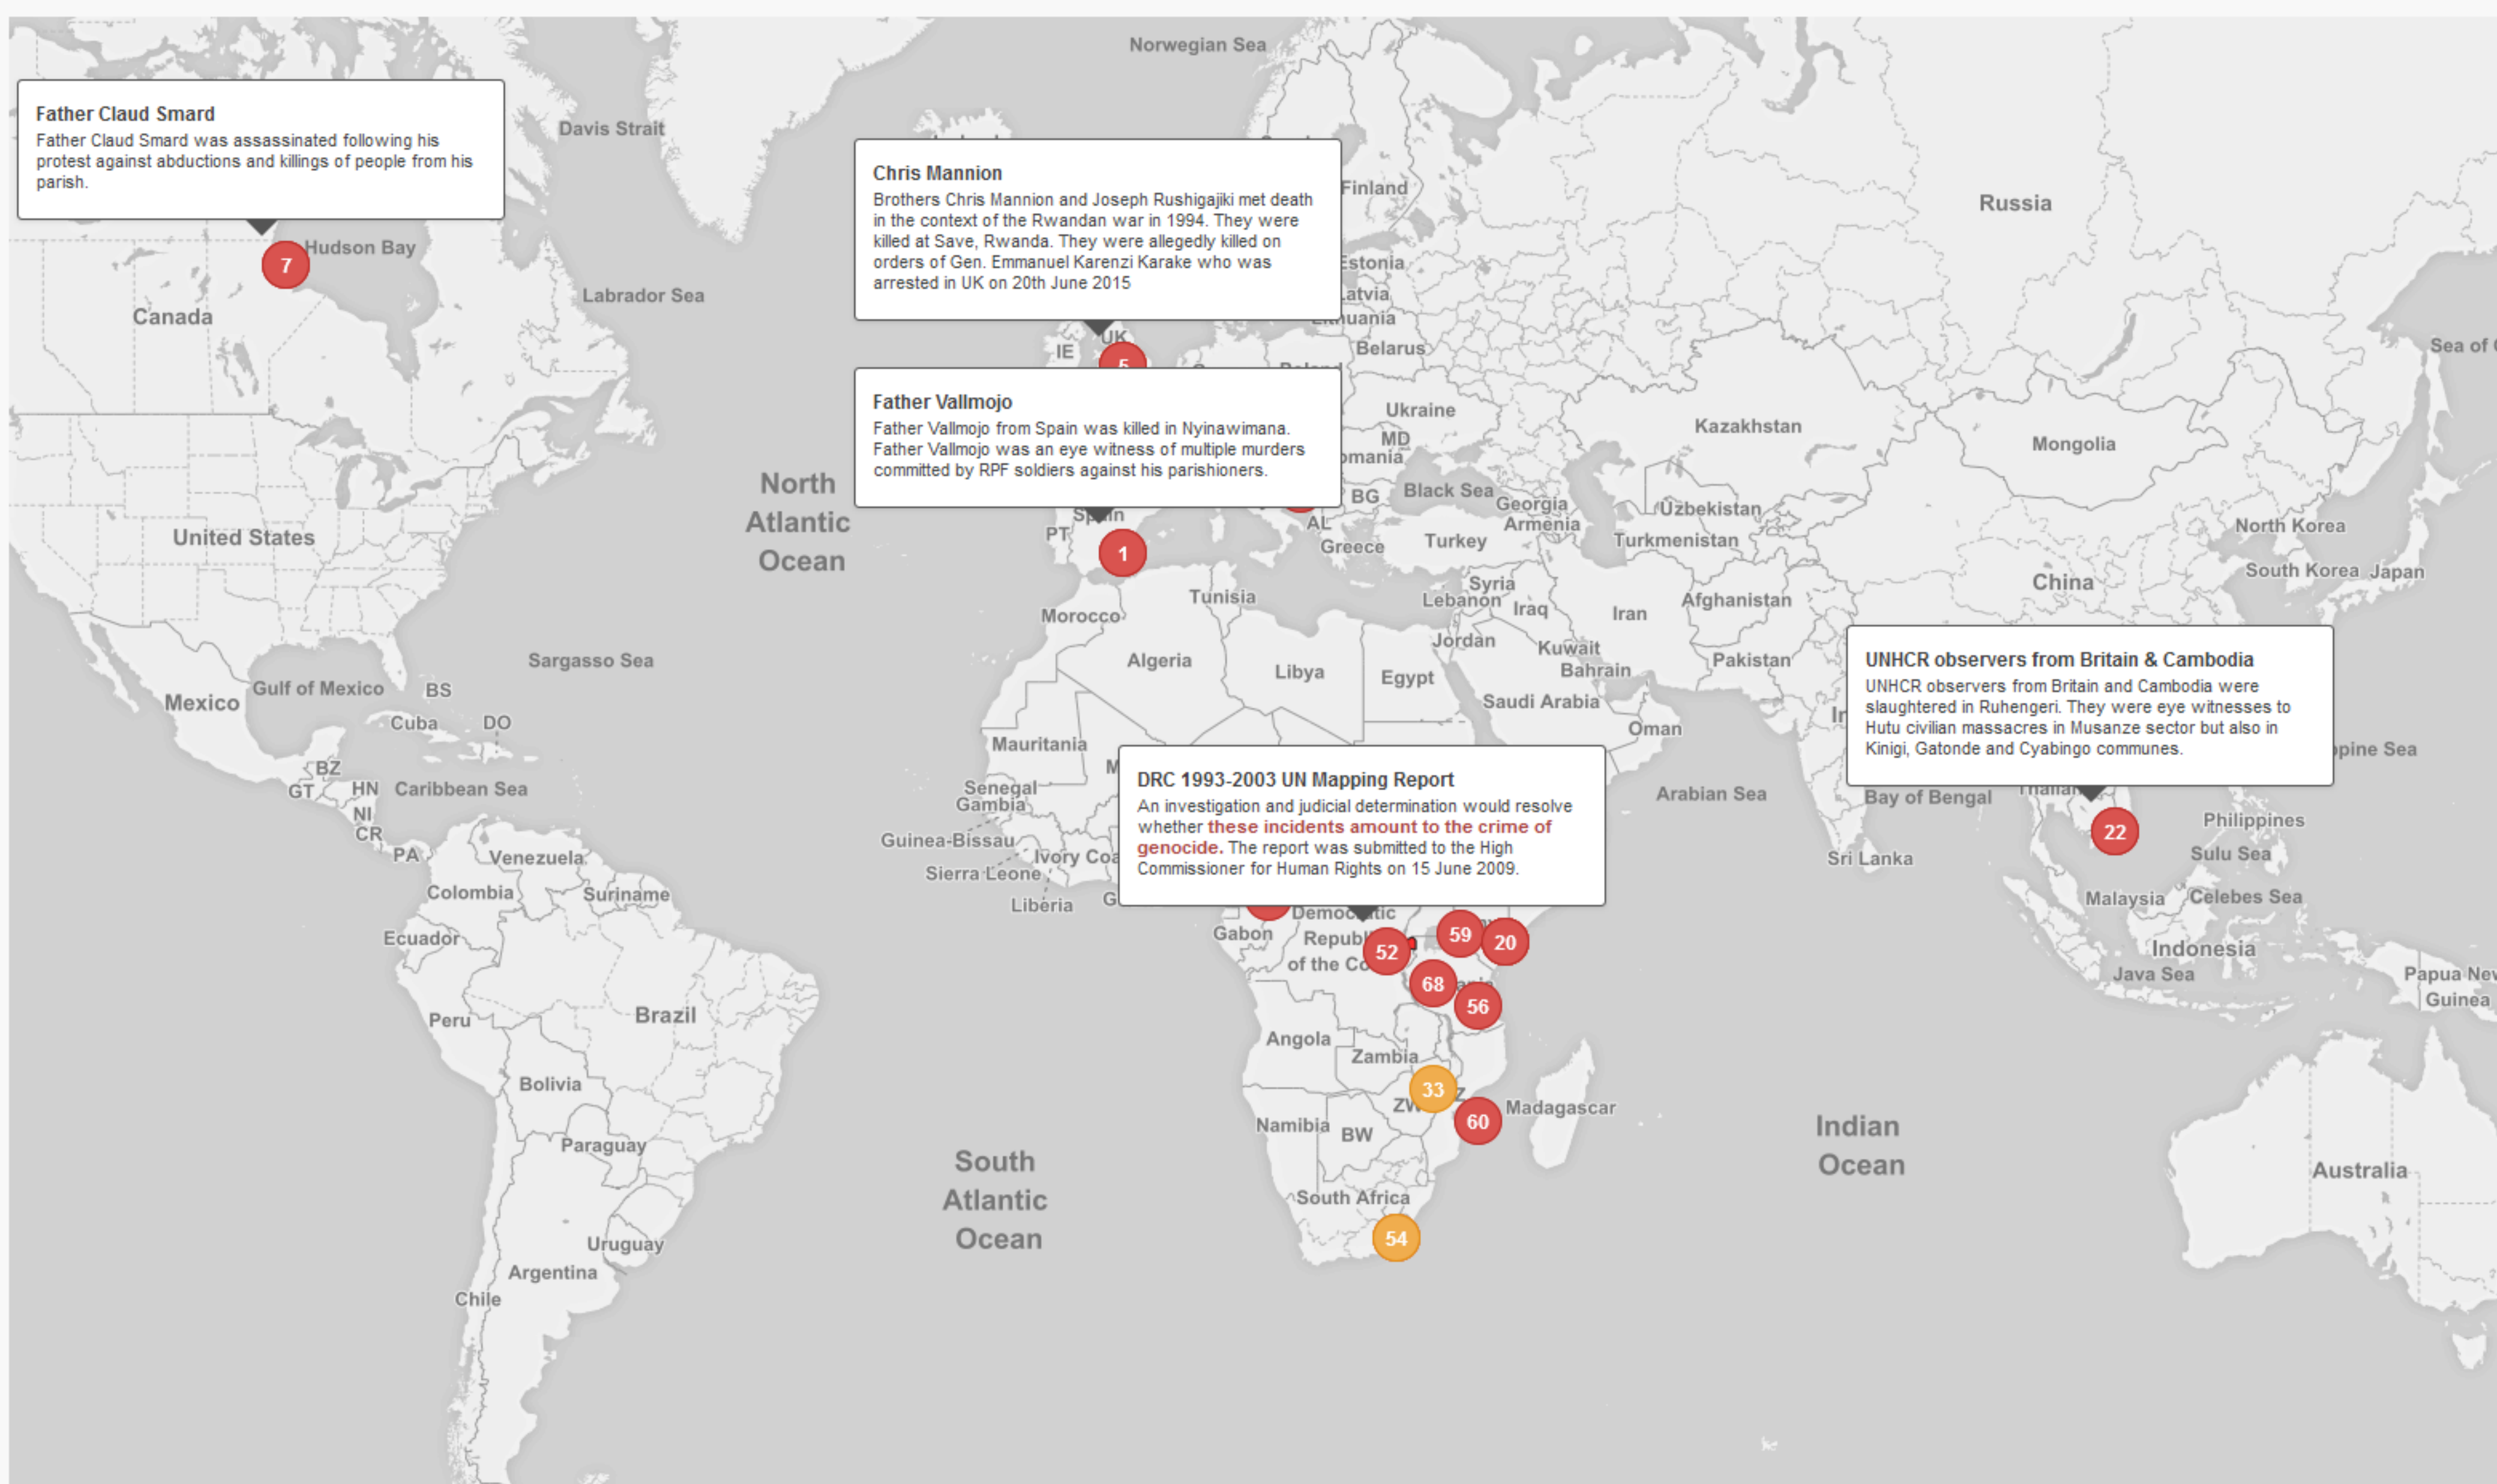 Norwegian Sea
Father Claud Smard
Father Claud Smard was assassinated following his
protest against abductions and killings of people from his
parish.
Davis Strait
Chris Mannion
Brothers Chris Mannion and Joseph Rushigajiki met death
in the context of the Rwandan war in 1994. They were
killed at Save, Rwanda. They were allegedly killed on
orders of Gen. Emmanuel Karenzi Karake who was
arrested in UK on 20th June 2015
Finland
Russia
Hudson Bay
7
Estonia
Labrador Sea
Canada
UK
IE
5
Belarus
Sea of
Father Vallmojo
Father Vallmojo from Spain was killed in Nyinawimana.
Father Vallmojo was an eye witness of multiple murders
committed by RPF soldiers against his parishioners.
Ukraine
MD
Kazakhstan
Mongolia
North
Atlantic
Ocean
BG
Black Sea
Georgia
Armenia
Uzbekistan
Turkmenistan
North Korea
South Korea
Japan
United States
Spain
PT
1
AL
Greece
Turkey
China
Syria
Lebanon
Iraq
Iran
Afghanistan
Tunisia
Morocco
Jordan
Kuwait
Bahrain
Pakistan
Algeria
Libya
Egypt
Saudi Arabia
Oman
Sargasso Sea
UNHCR observers from Britain & Cambodia
UNHCR observers from Britain and Cambodia were
slaughtered in Ruhengeri. They were eye witnesses to
Hutu civilian massacres in Musanze sector but also in
Kinigi, Gatonde and Cyabingo communes.
Mexico
Gulf of Mexico
BS
Cuba
DO
Mauritania
BZ
GT
HN
Caribbean Sea
NI
CR
PA
Senegal
Gambia
Guinea-Bissau
Sierra Leone
Liberia
Ivory Coa
DRC 1993-2003 UN Mapping Report
An investigation and judicial determination would resolve
whether these incidents amount to the crime of
genocide. The report was submitted to the High
Commissioner for Human Rights on 15 June 2009.
Arabian Sea
Bay of Bengal
Sri Lanka
22
Philippines
Sulu Sea
Malaysia
Celebes Sea
Indonesia
Java Sea
Papua New
Guinea
Venezuela
Colombia
Suriname
Ecuador
Peru
Brazil
Bolivia
Paraguay
Uruguay
Argentina
Chile
Gabon
Democratic
Republ
of the Co
52
59
20
68
56
Angola
Zambia
33
ZW
60
Madagascar
Namibia
BW
South Africa
54
South
Atlantic
Ocean
Indian
Ocean
Australia